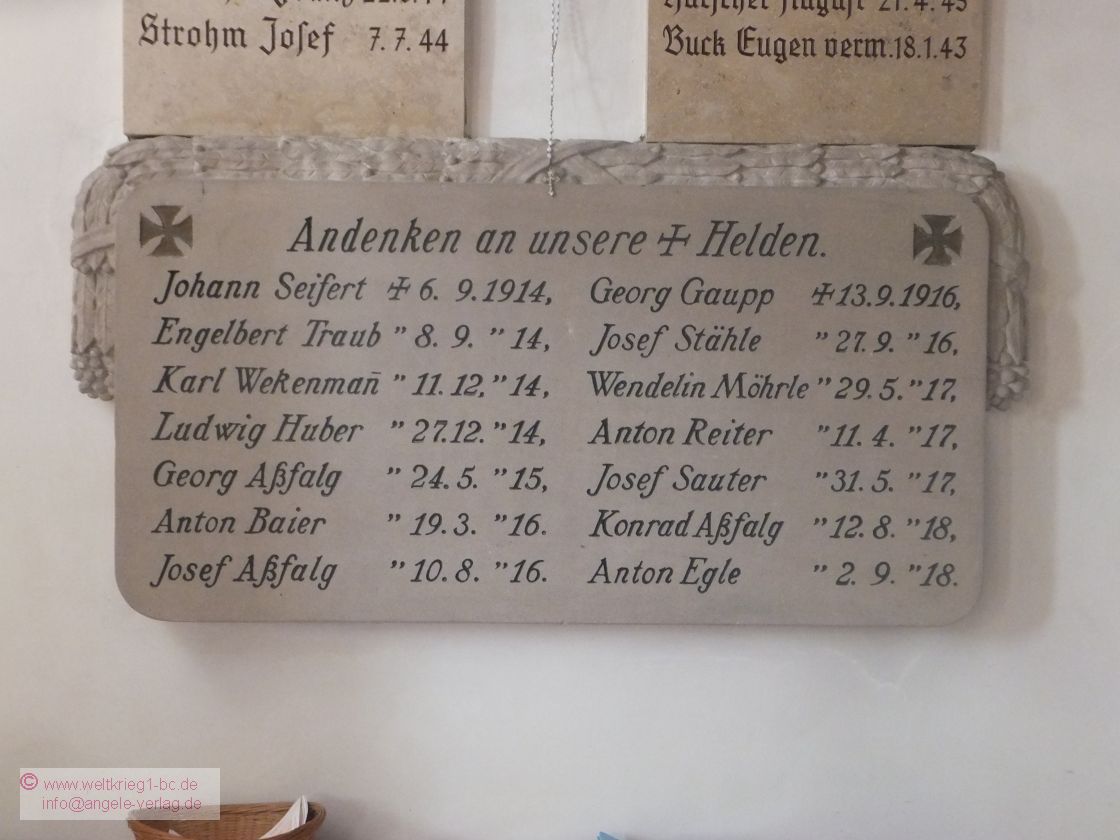 Strohm Josef 7. 7. 44
21. 4. 45
Buck Eugen verm. 18. 1. 43
Andenken an unsere ✠ Helden.
Johann Seifert ✠ 6. 9. 1914,
Engelbert Traub " 8. 9. " 14,
Karl Wekenman̄ " 11. 12. " 14,
Ludwig Huber " 27. 12. " 14,
Georg Aßfalg " 24. 5. " 15,
Anton Baier " 19. 3. " 16.
Josef Aßfalg " 10. 8. " 16.
Georg Gaupp ✠ 13. 9. 1916,
Josef Stähle " 27. 9. " 16,
Wendelin Möhrle " 29. 5. " 17,
Anton Reiter " 11. 4. " 17,
Josef Sauter " 31. 5. " 17,
Konrad Aßfalg " 12. 8. " 18,
Anton Egle " 2. 9. " 18.
© www.weltkrieg1-bc.de
info@angele-verlag.de